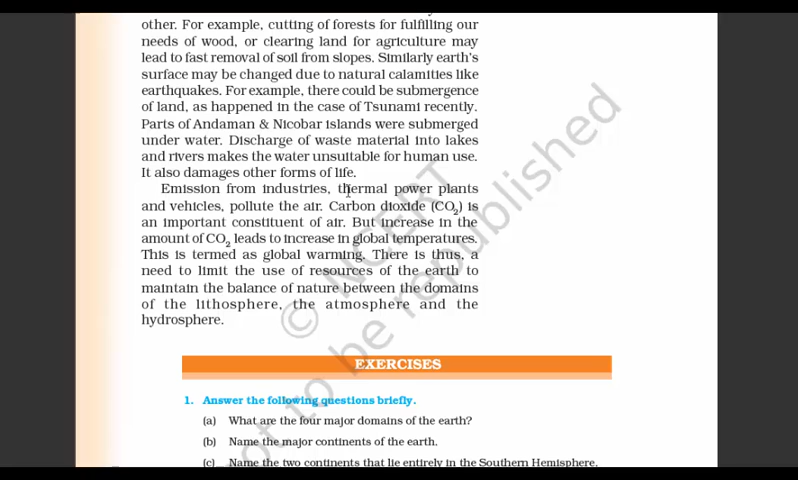 other. For example, cutting of forests for fulfilling our
needs of wood, or clearing land for agriculture may
lead to fast removal of soil from slopes. Similarly earth's
surface may be changed due to natural calamities like
earthquakes. For example, there could be submergence
of land, as happened in the case of Tsunami recently.
Parts of Andaman & Nicobar islands were submerged
under water. Discharge of waste material into lakes
and rivers makes the water unsuitable for human use.
It also damages other forms of life.
Emission from industries, thermal power plants
and vehicles, pollute the air. Carbon dioxide (CO₂) is
an important constituent of air. But increase in the
amount of CO₂ leads to increase in global temperatures.
This is termed as global warming. There is thus, a
need to limit the use of resources of the earth to
maintain the balance of nature between the domains
of the lithosphere, the atmosphere and the
hydrosphere.
© NCERT
not to be republished
EXERCISES
1. Answer the following questions briefly.
(a) What are the four major domains of the earth?
(b) Name the major continents of the earth.
(c) Name the two continents that lie entirely in the Southern Hemisphere.